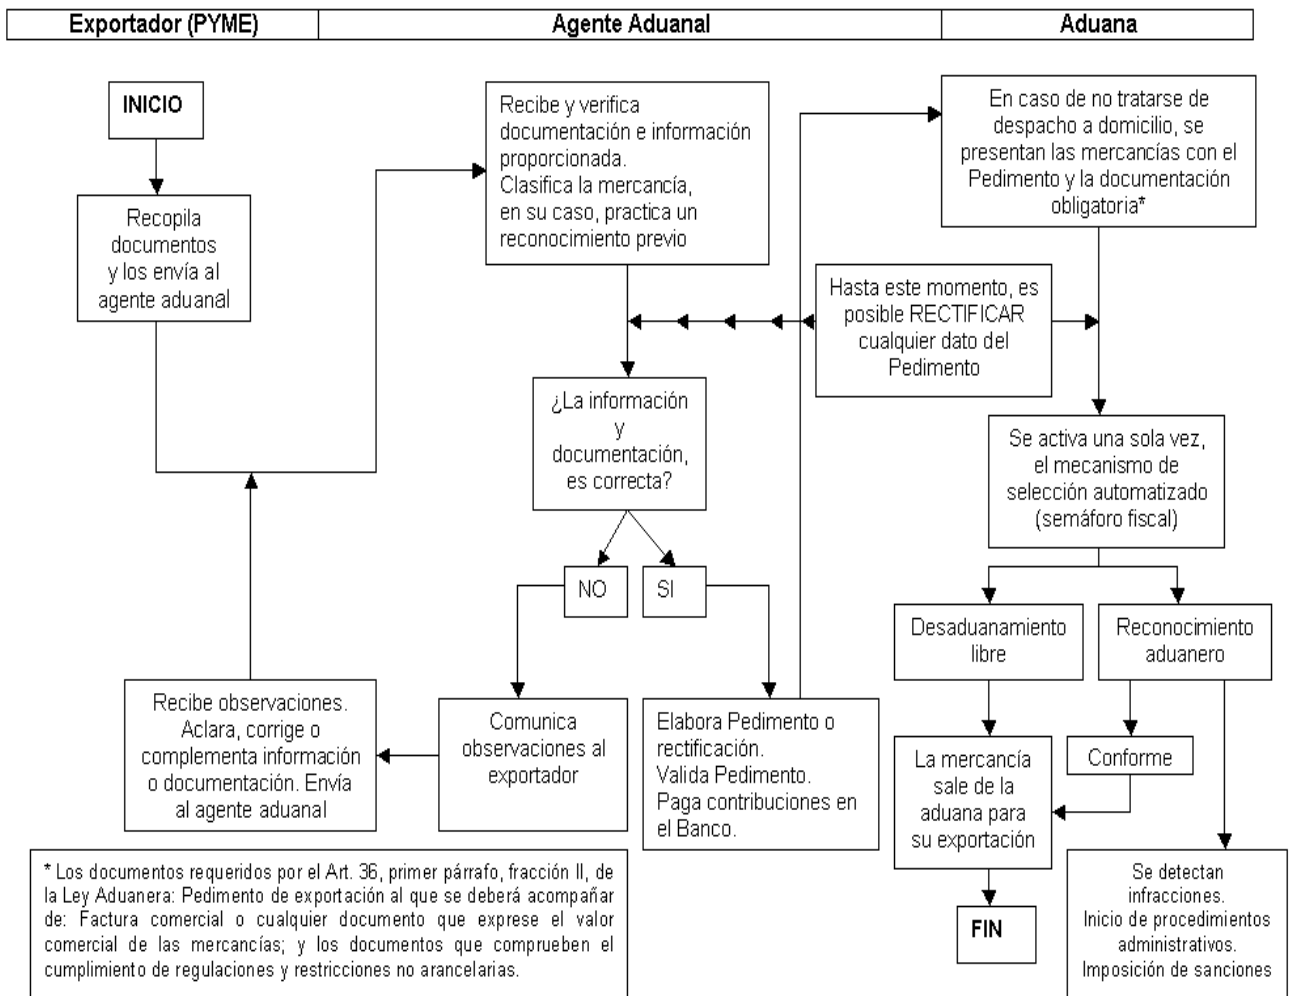 Exportador (PYME)
Agente Aduanal
Aduana
INICIO
Recopila
documentos
y los envía al
agente aduanal
Recibe y verifica
documentación e información
proporcionada.
Clasifica la mercancía,
en su caso, practica un
reconocimiento previo
En caso de no tratarse de
despacho a domicilio, se
presentan las mercancías con el
Pedimento y la documentación
obligatoria*
Hasta este momento, es
posible RECTIFICAR
cualquier dato del
Pedimento
¿La información
y
documentación,
es correcta?
Se activa una sola vez,
el mecanismo de
selección automatizado
(semáforo fiscal)
NO
SI
Desaduanamiento
libre
Reconocimiento
aduanero
Recibe observaciones.
Aclara, corrige o
complementa información
o documentación. Envía
al agente aduanal
Comunica
observaciones al
exportador
Elabora Pedimento o
rectificación.
Valida Pedimento.
Paga contribuciones en
el Banco.
La mercancía
sale de la
aduana para
su exportación
Conforme
* Los documentos requeridos por el Art. 36, primer párrafo, fracción II, de
la Ley Aduanera: Pedimento de exportación al que se deberá acompañar
de: Factura comercial o cualquier documento que exprese el valor
comercial de las mercancías; y los documentos que comprueben el
cumplimiento de regulaciones y restricciones no arancelarias.
FIN
Se detectan
infracciones.
Inicio de procedimientos
administrativos.
Imposición de sanciones